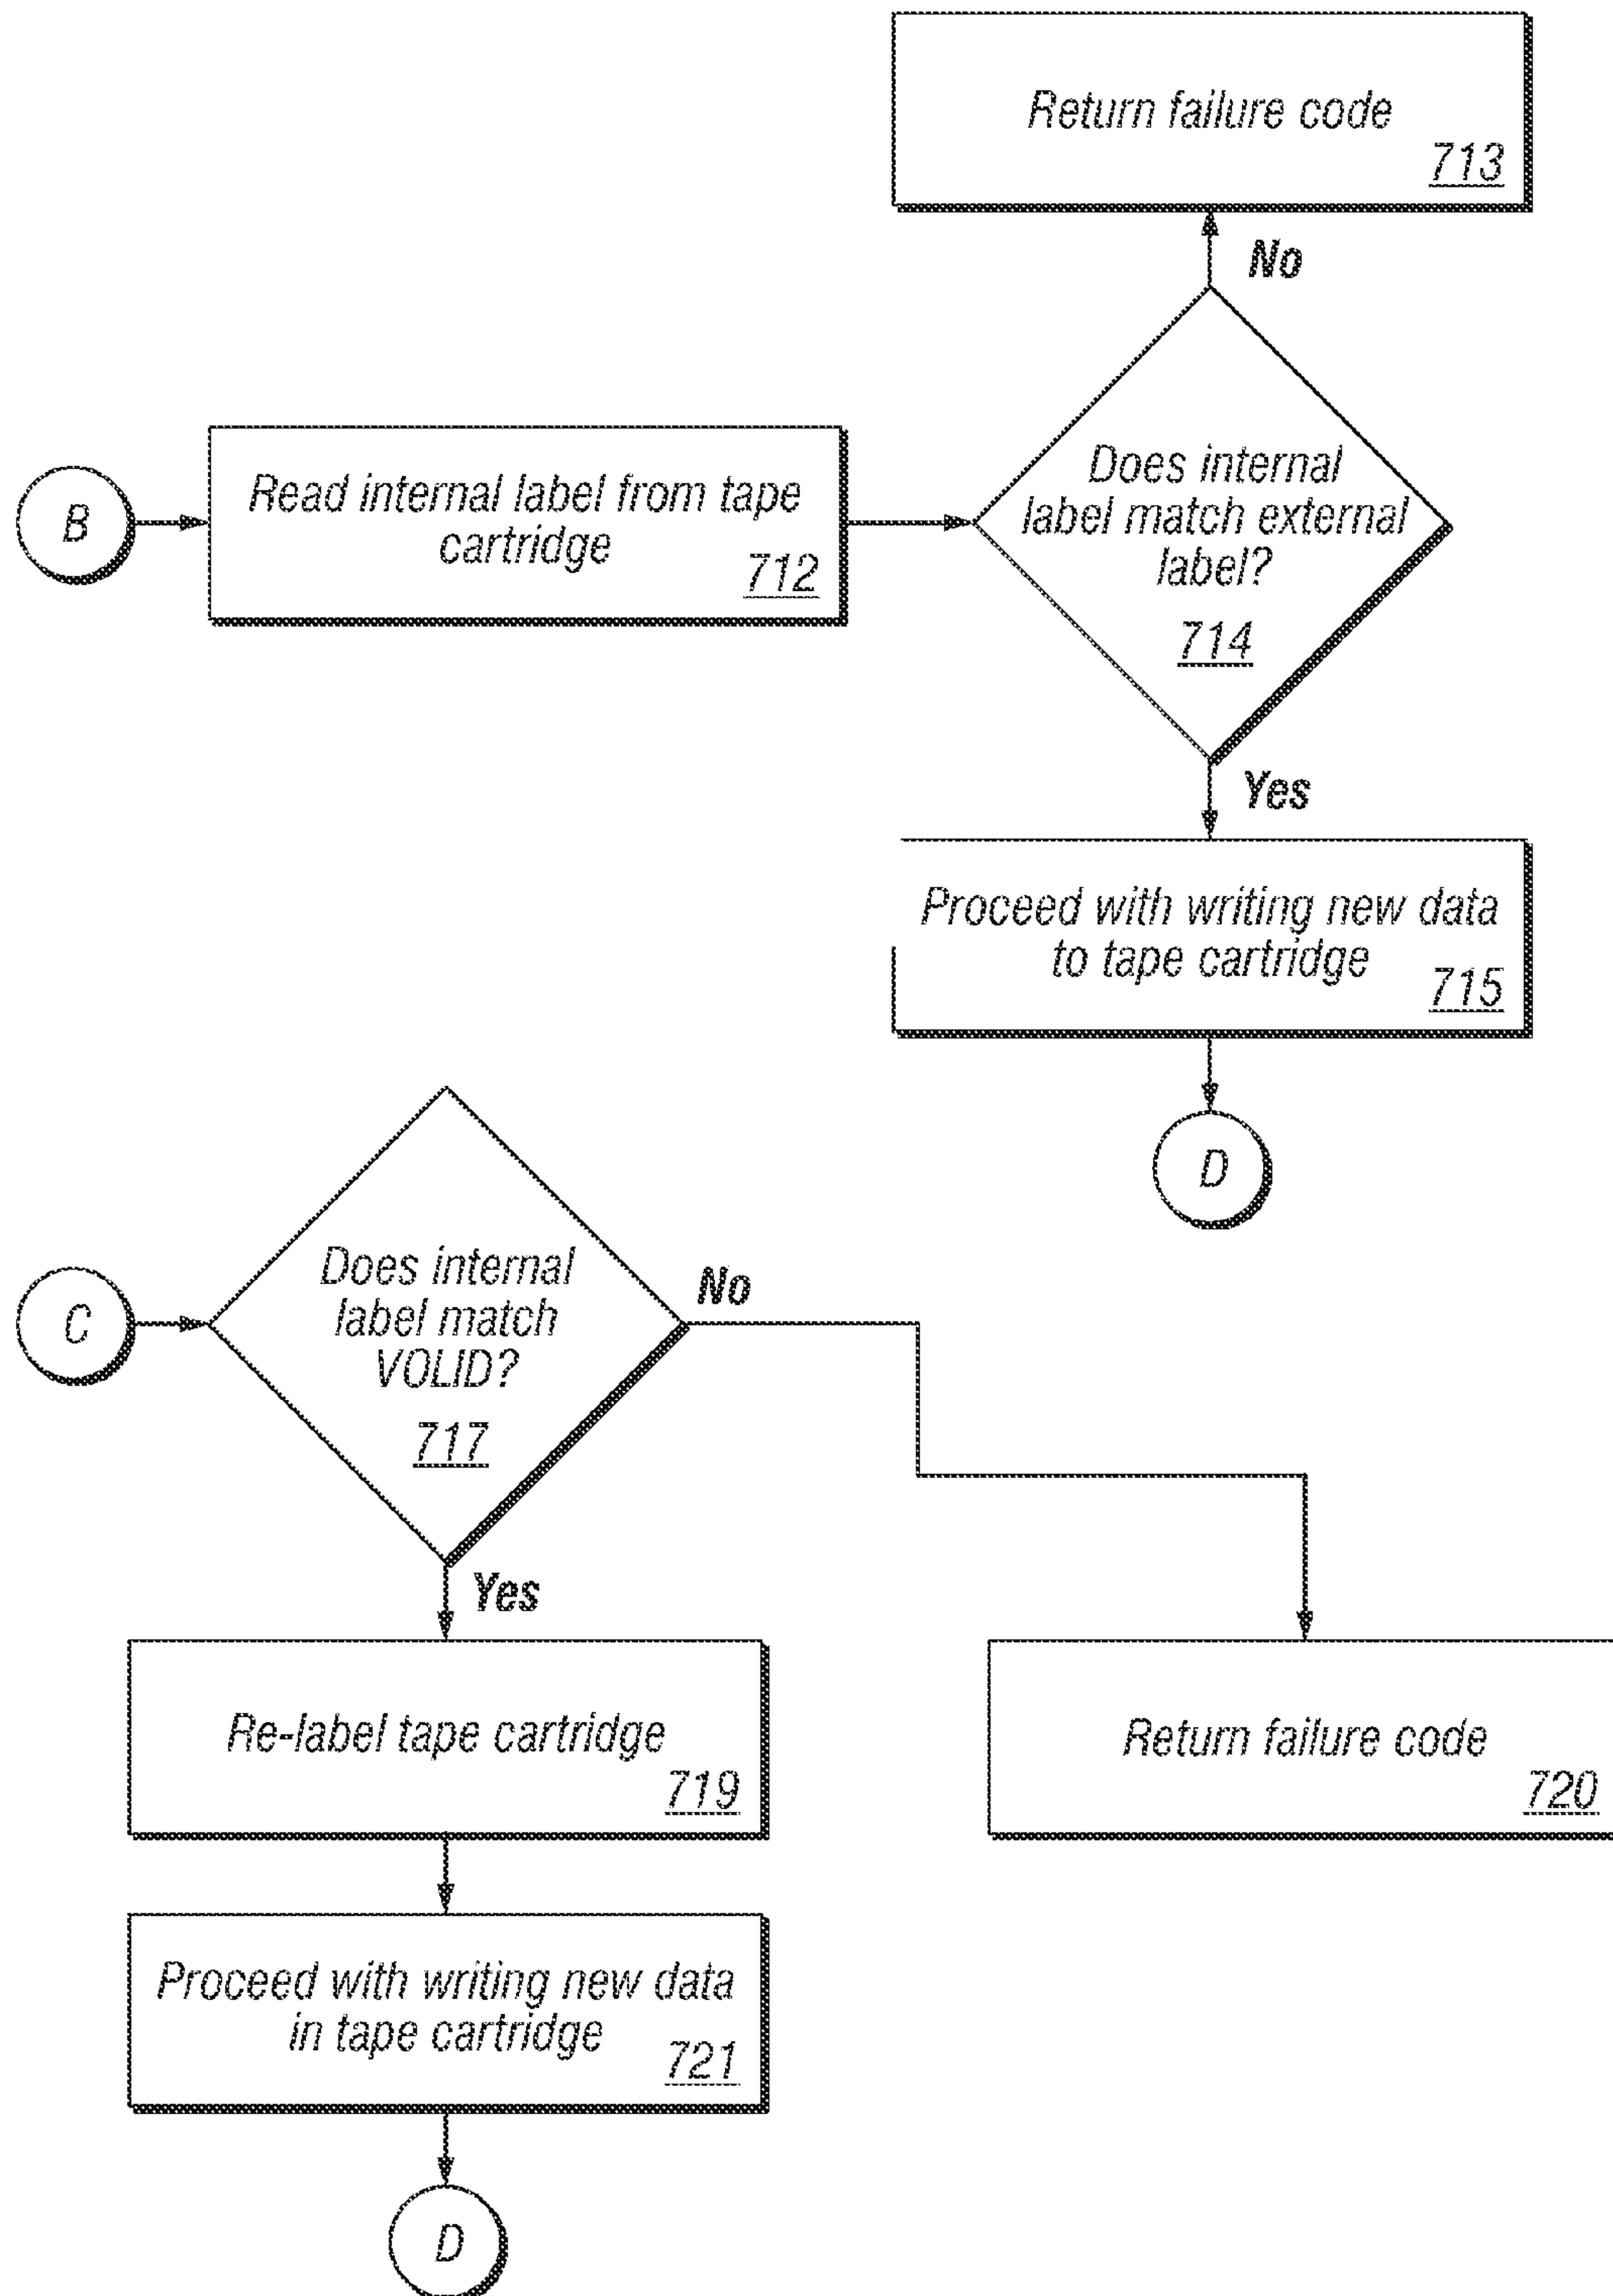 Return failure code
713
No
B
Read internal label from tape
cartridge
712
Does internal
label match external
label?
714
Yes
Proceed with writing new data
to tape cartridge
715
D
C
Does internal
label match
VOLID?
717
No
Yes
Re-label tape cartridge
719
Return failure code
720
Proceed with writing new data
in tape cartridge
721
D